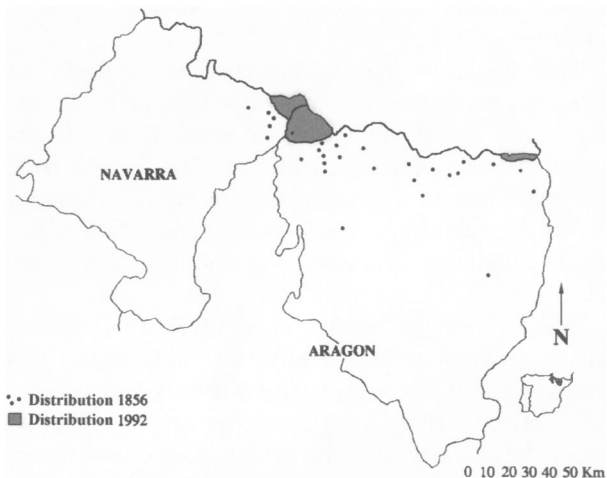 NAVARRA
ARAGON
N
Distribution 1856
Distribution 1992
0 10 20 30 40 50 Km